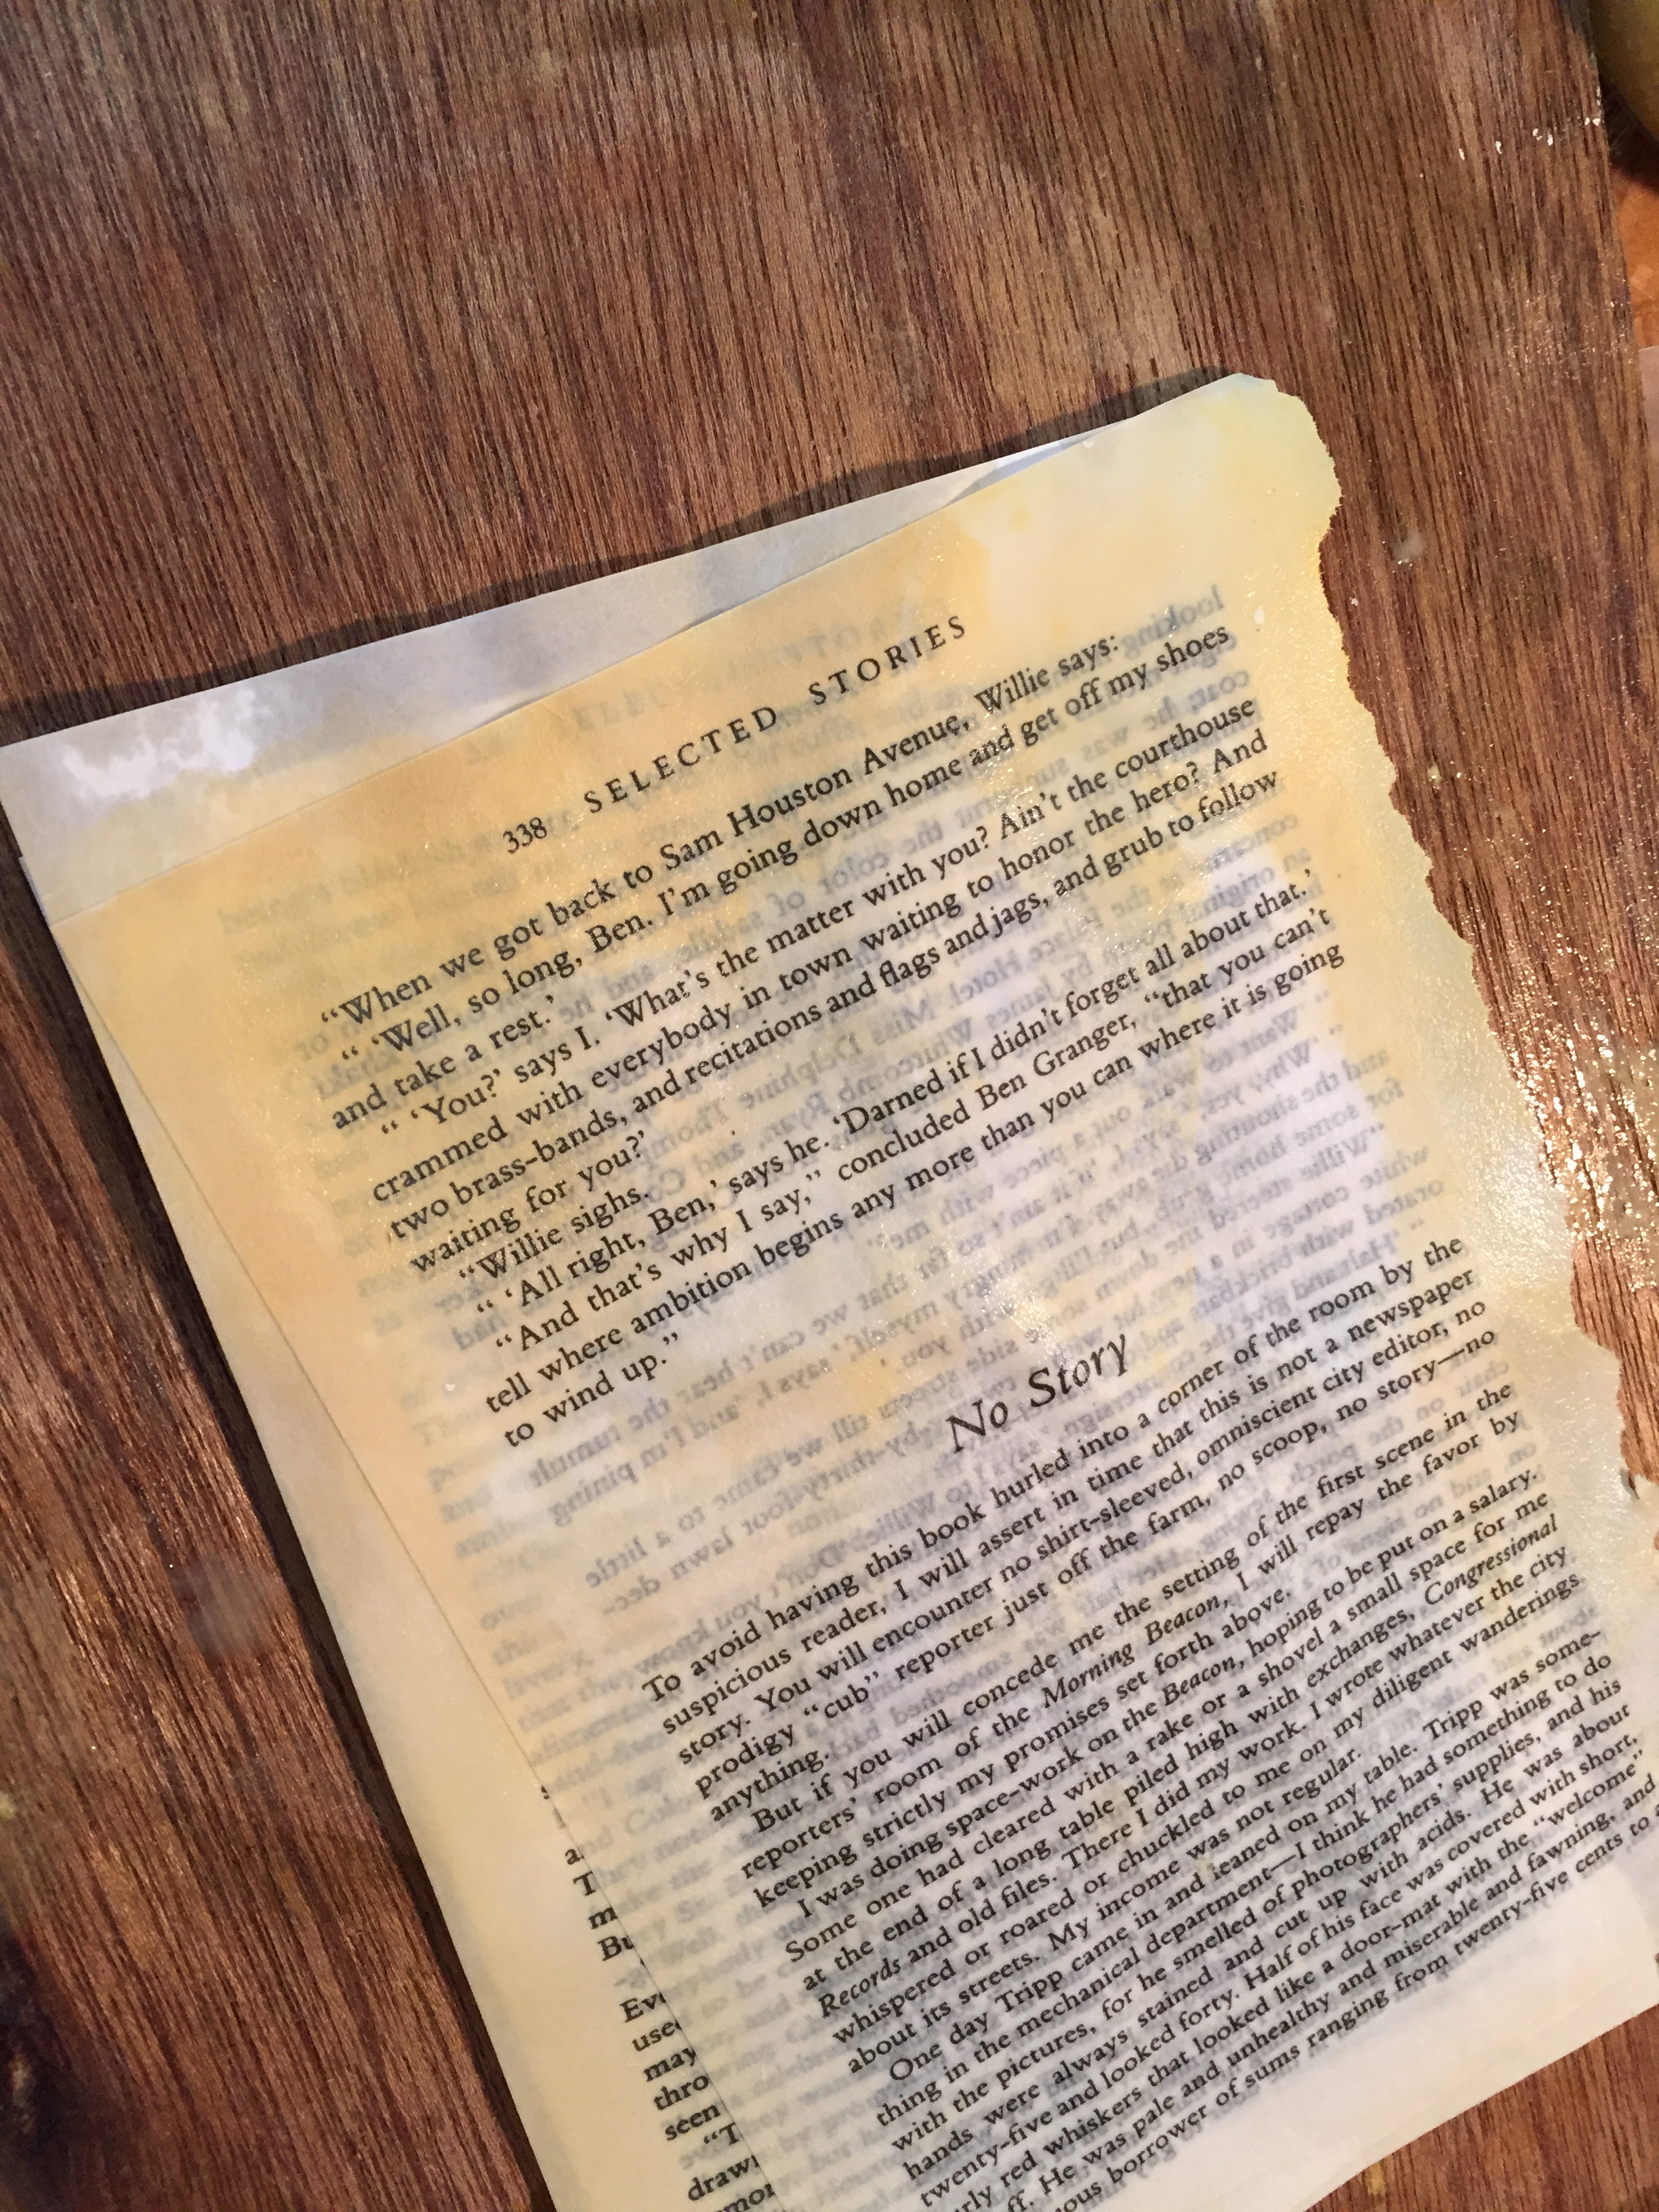 338 SELECTED STORIES
“When we got back to Sam Houston Avenue, Willie says:
“ ‘Well, so long, Ben. I’m going down home and get off my shoes
and take a rest.’
“ ‘You?’ says I. ‘What’s the matter with you? Ain’t the courthouse
crammed with everybody in town waiting to honor the hero? And
two brass-bands, and recitations and flags and jags, and grub to follow
waiting for you?’
“Willie sighs.
“ ‘All right, Ben,’ says he. ‘Darned if I didn’t forget all about that.’
“And that’s why I say,” concluded Ben Granger, “that you can’t
tell where ambition begins any more than you can where it is going
to wind up.”
No Story
To avoid having this book hurled into a corner of the room by the
suspicious reader, I will assert in time that this is not a newspaper
story. You will encounter no shirt-sleeved, omniscient city editor, no
prodigy “cub” reporter just off the farm, no scoop, no story—no
anything.
But if you will concede me the setting of the first scene in the
reporters’ room of the Morning Beacon, I will repay the favor by
keeping strictly my promises set forth above.
I was doing space-work on the Beacon, hoping to be put on a salary.
Some one had cleared with a rake or a shovel a small space for me
at the end of a long table piled high with exchanges, Congressional
Records and old files. There I did my work. I wrote whatever the city
whispered or roared or chuckled to me on my diligent wanderings
about its streets. My income was not regular.
One day Tripp came in and leaned on my table. Tripp was some-
thing in the mechanical department—I think he had something to do
with the pictures, for he smelled of photographers’ supplies, and his
hands were always stained and cut up with acids. He was about
twenty-five and looked forty. Half of his face was covered with short,
urly red whiskers that looked like a door-mat with the “welcome”
ff. He was pale and unhealthy and miserable and fawning, and
ous borrower of sums ranging from twenty-five cents to a
T
m
Bu
Eve
used
may
thro
seen
“T
draw
mor